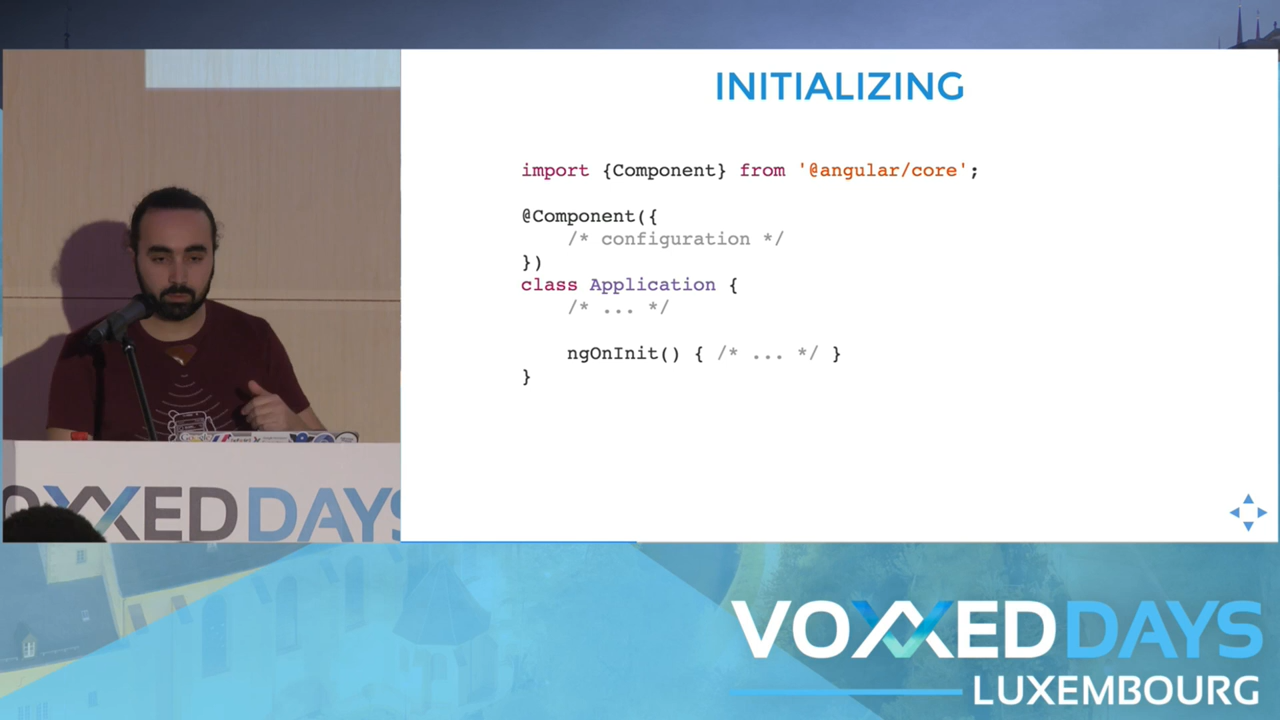 INITIALIZING
import {Component} from '@angular/core';
@Component({
/* configuration */
})
class Application {
/* ... */
ngOnInit() { /* ... */ }
}
VOXXED DAYS
VOXXED DAYS
LUXEMBOURG